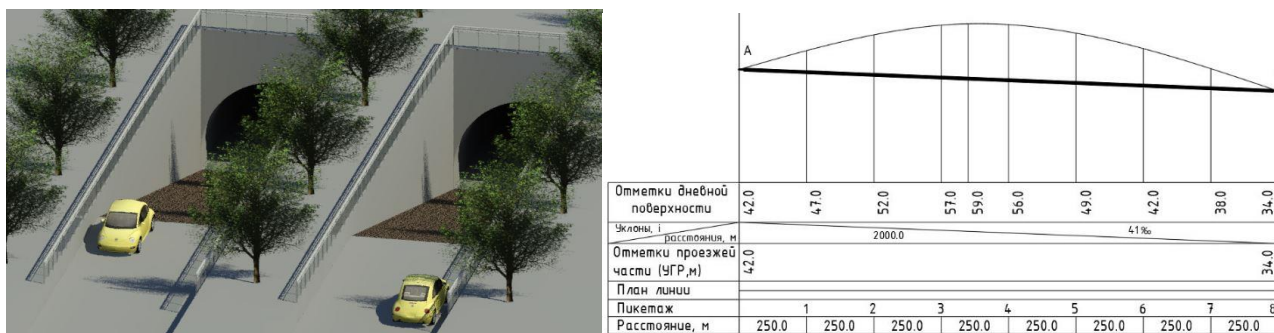 A
Отметки дневной
поверхности
42.0 47.0 52.0 57.0 59.0 56.0 49.0 42.0 38.0 34.0
Уклоны, i
расстояния, м
2000.0 41‰
Отметки проезжей
части (УГР,м)
42.0 34.0
План линии
Пикетаж 1 2 3 4 5 6 7 8
Расстояние, м 250.0 250.0 250.0 250.0 250.0 250.0 250.0 250.0